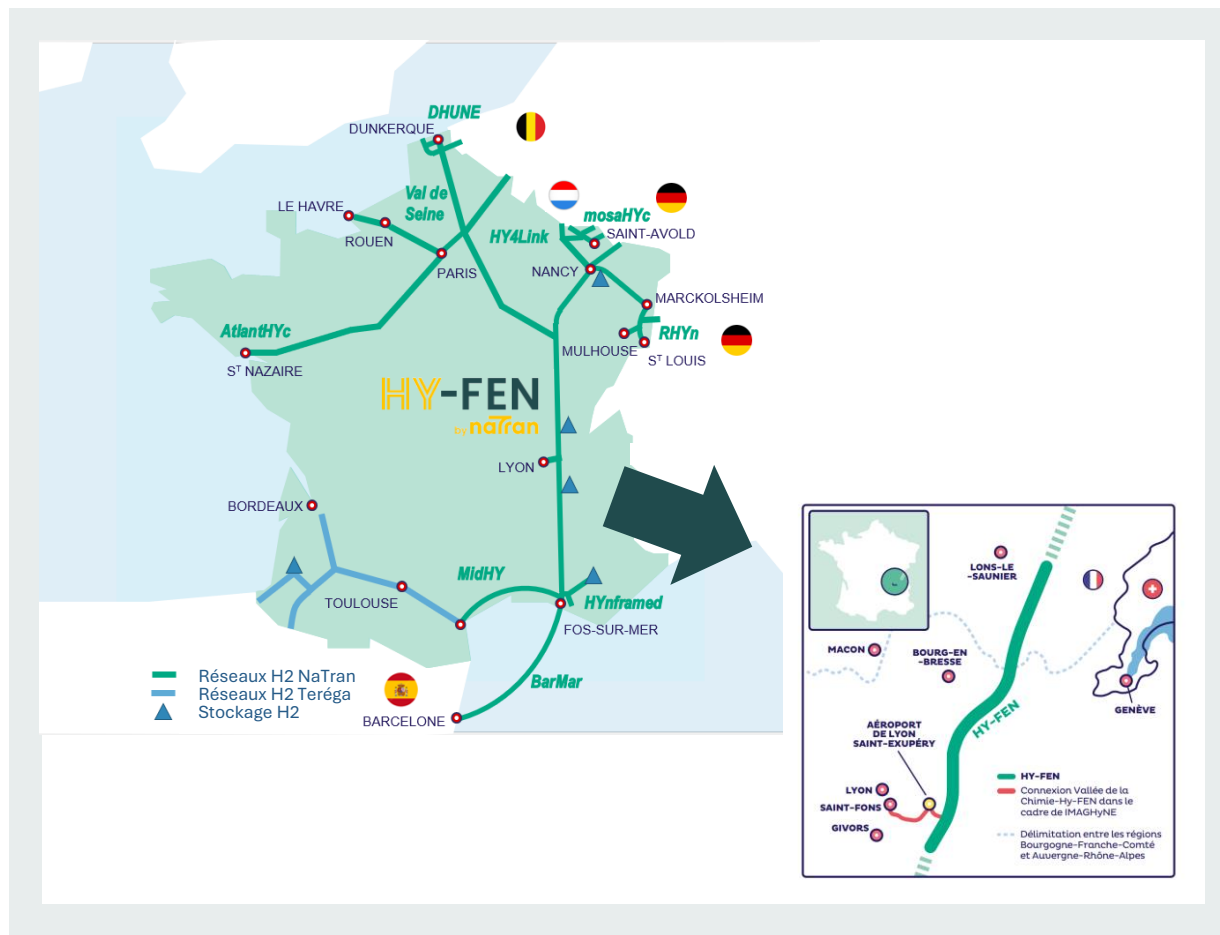 DHUNE
DUNKERQUE
Val de
Seine
LE HAVRE
ROUEN
PARIS
mosaHYc
SAINT-AVOLD
HY4Link
NANCY
MARCKOLSHEIM
RHYn
MULHOUSE
Sᵀ LOUIS
AtlantHYc
Sᵀ NAZAIRE
HY-FEN
by naTran
LYON
BORDEAUX
TOULOUSE
MidHY
HYnframed
FOS-SUR-MER
BarMar
BARCELONE
Réseaux H2 NaTran
Réseaux H2 Teréga
Stockage H2
LONS-LE
-SAUNIER
MACON
BOURG-EN
-BRESSE
GENÈVE
HY-FEN
AÉROPORT
DE LYON
SAINT-EXUPÉRY
LYON
SAINT-FONS
GIVORS
HY-FEN
Connexion Vallée de la
Chimie-Hy-FEN dans le
cadre de IMAGHyNE
Délimitation entre les régions
Bourgogne-Franche-Comté
et Auvergne-Rhône-Alpes